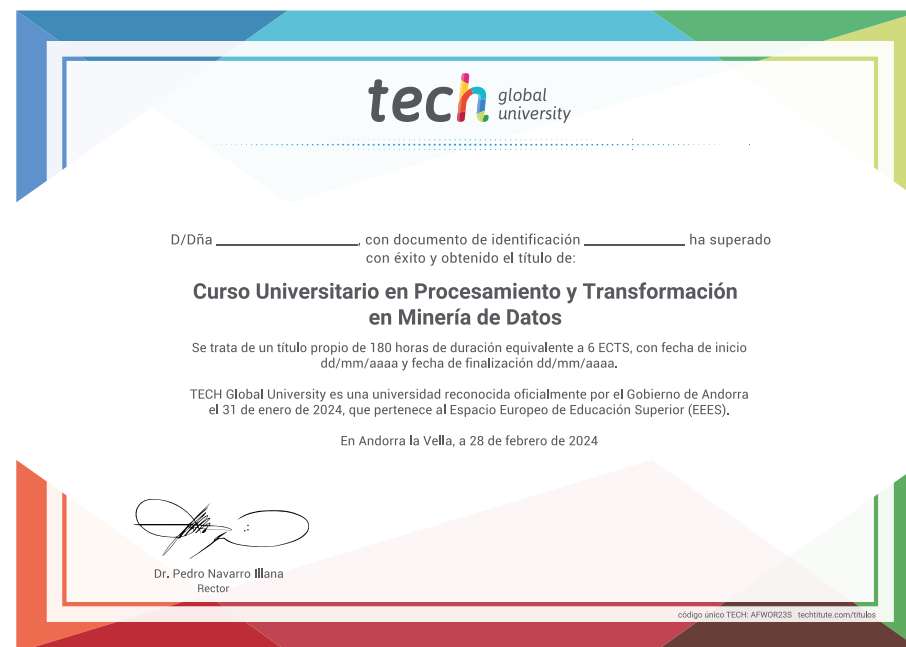 tech global university
D/Dña ____________________, con documento de identificación ______________ ha superado
con éxito y obtenido el título de:
Curso Universitario en Procesamiento y Transformación
en Minería de Datos
Se trata de un título propio de 180 horas de duración equivalente a 6 ECTS, con fecha de inicio
dd/mm/aaaa y fecha de finalización dd/mm/aaaa.
TECH Global University es una universidad reconocida oficialmente por el Gobierno de Andorra
el 31 de enero de 2024, que pertenece al Espacio Europeo de Educación Superior (EEES).
En Andorra la Vella, a 28 de febrero de 2024
Dr. Pedro Navarro Illana
Rector
código único TECH: AFWOR23S techtitute.com/titulos